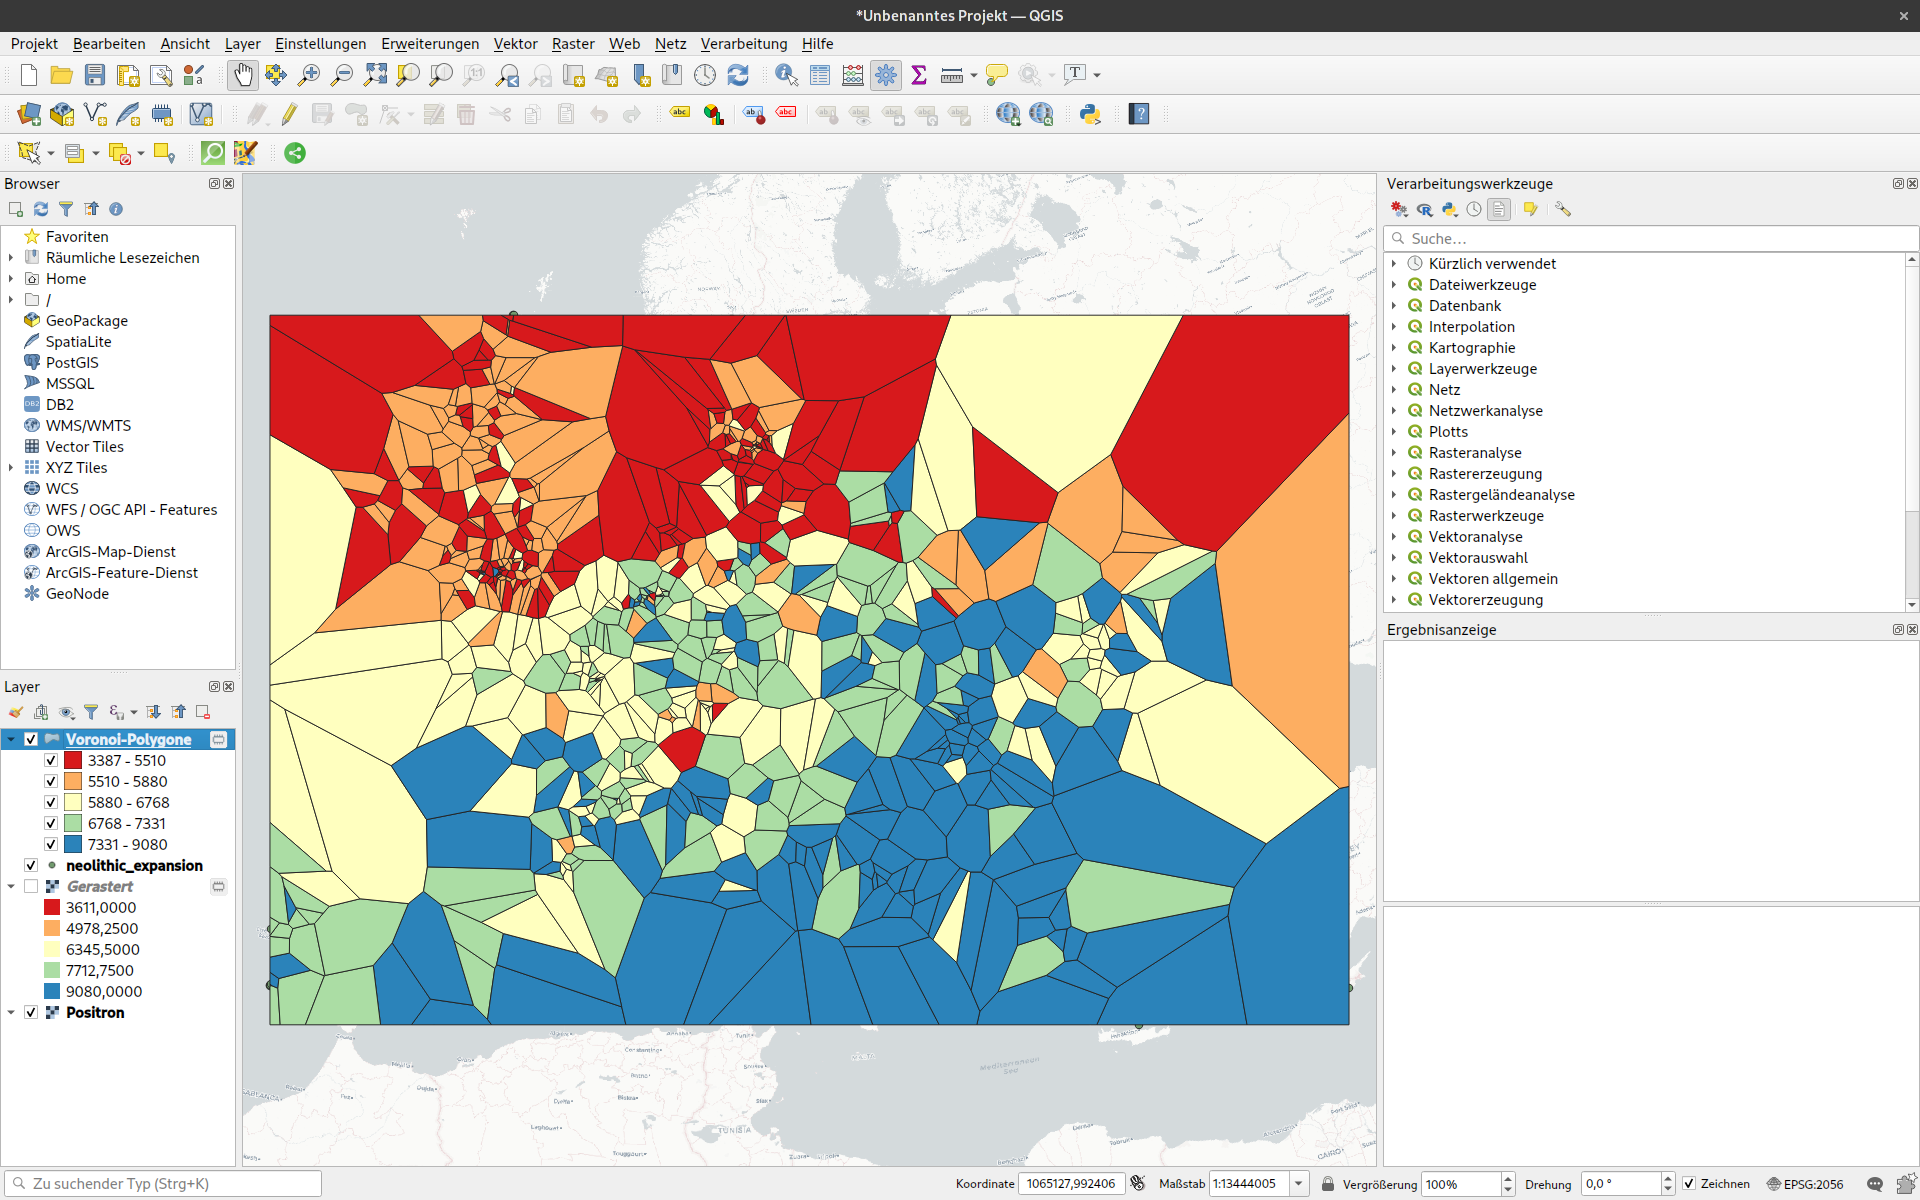 *Unbenanntes Projekt — QGIS
Projekt Bearbeiten Ansicht Layer Einstellungen Erweiterungen Vektor Raster Web Netz Verarbeitung Hilfe
Browser
Favoriten
Räumliche Lesezeichen
Home
/
GeoPackage
SpatiaLite
PostGIS
MSSQL
DB2
WMS/WMTS
Vector Tiles
XYZ Tiles
WCS
WFS / OGC API - Features
OWS
ArcGIS-Map-Dienst
ArcGIS-Feature-Dienst
GeoNode
Layer
Voronoi-Polygone
3387 - 5510
5510 - 5880
5880 - 6768
6768 - 7331
7331 - 9080
neolithic_expansion
Gerastert
3611,0000
4978,2500
6345,5000
7712,7500
9080,0000
Positron
TUNISIA
Verarbeitungswerkzeuge
Suche…
Kürzlich verwendet
Dateiwerkzeuge
Datenbank
Interpolation
Kartographie
Layerwerkzeuge
Netz
Netzwerkanalyse
Plotts
Rasteranalyse
Rastererzeugung
Rastergeländeanalyse
Rasterwerkzeuge
Vektoranalyse
Vektorauswahl
Vektoren allgemein
Vektorerzeugung
Ergebnisanzeige
Zu suchender Typ (Strg+K)
Koordinate 1065127,992406 Maßstab 1:13444005 Vergrößerung 100% Drehung 0,0 ° Zeichnen EPSG:2056